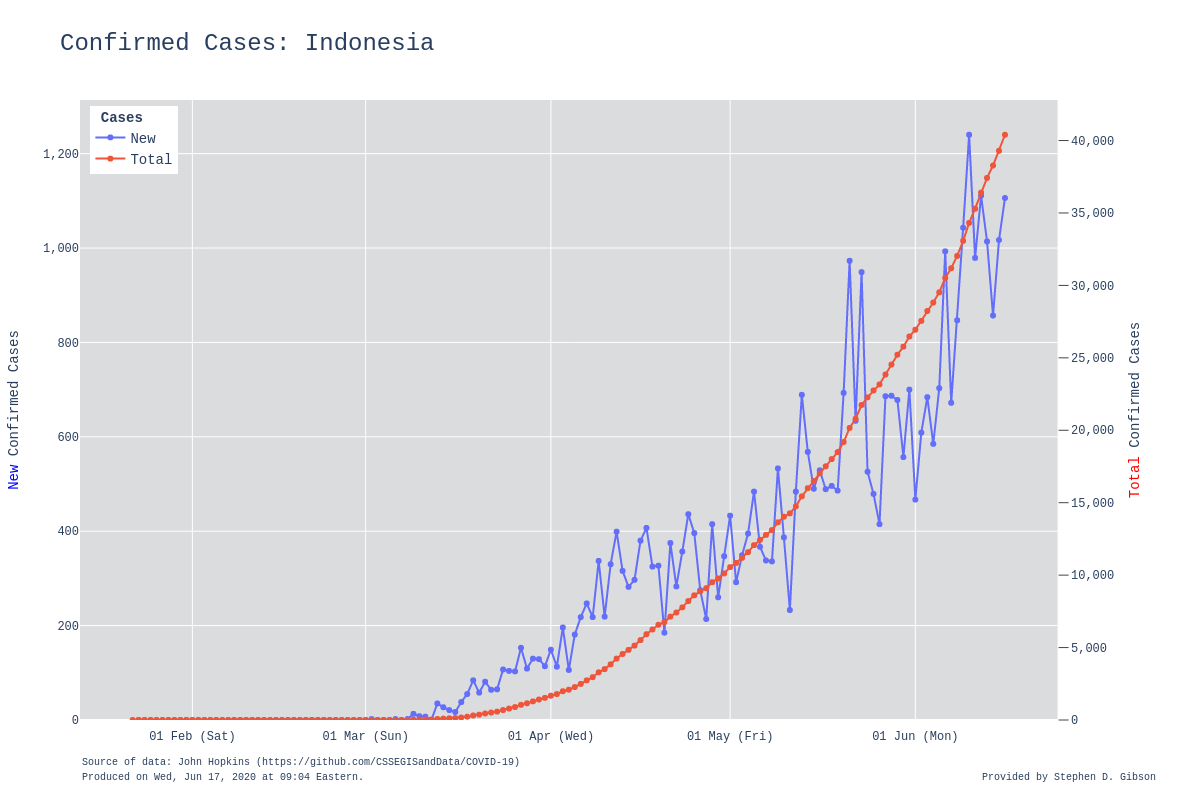 Confirmed Cases: Indonesia
Cases
New
Total
1,200
1,000
800
600
400
200
0
40,000
35,000
30,000
25,000
20,000
15,000
10,000
5,000
0
New Confirmed Cases
Total Confirmed Cases
01 Feb (Sat)
01 Mar (Sun)
01 Apr (Wed)
01 May (Fri)
01 Jun (Mon)
Source of data: John Hopkins (https://github.com/CSSEGISandData/COVID-19)
Produced on Wed, Jun 17, 2020 at 09:04 Eastern.
Provided by Stephen D. Gibson